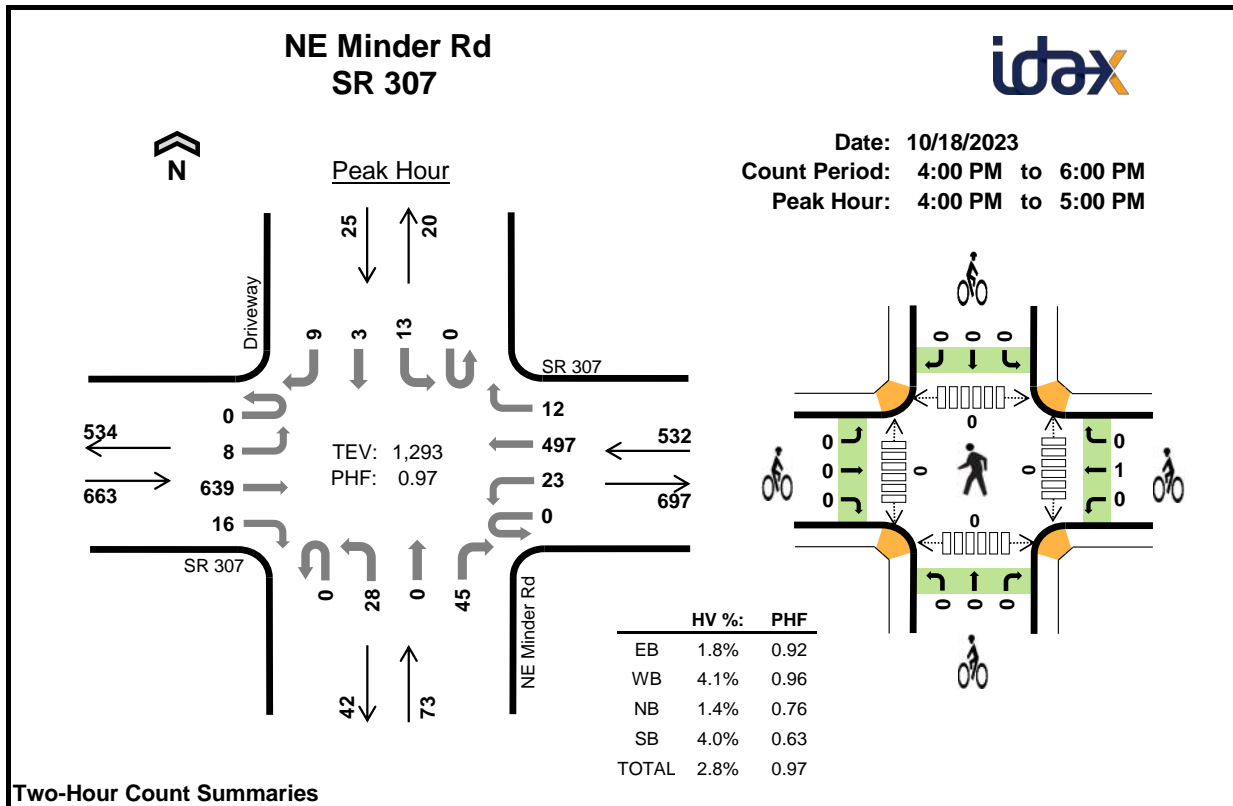 NE Minder Rd
SR 307
idax
N
Peak Hour
Date: 10/18/2023
Count Period: 4:00 PM to 6:00 PM
Peak Hour: 4:00 PM to 5:00 PM
25
20
Driveway
9
3
13
0
SR 307
0
8
639
16
534
663
TEV: 1,293
PHF: 0.97
12
497
23
0
532
697
SR 307
0
28
0
45
NE Minder Rd
42
73
0
0
0
0
0
0
0
0
0
0
1
0
0
0
0
0
HV %: PHF
EB 1.8% 0.92
WB 4.1% 0.96
NB 1.4% 0.76
SB 4.0% 0.63
TOTAL 2.8% 0.97
Two-Hour Count Summaries